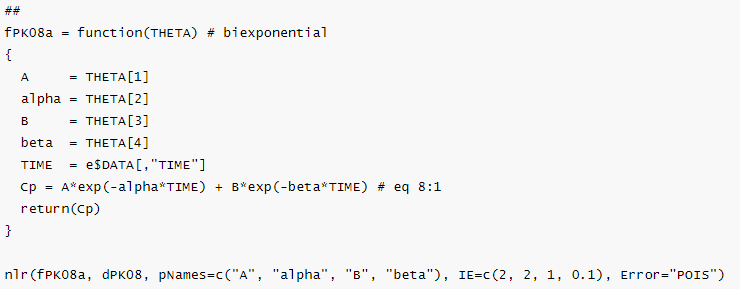 ##
fPK08a = function(THETA) # biexponential
{
  A     = THETA[1]
  alpha = THETA[2]
  B     = THETA[3]
  beta  = THETA[4]
  TIME  = e$DATA[,"TIME"]
  Cp = A*exp(-alpha*TIME) + B*exp(-beta*TIME) # eq 8:1
  return(Cp)
}

nlr(fPK08a, dPK08, pNames=c("A", "alpha", "B", "beta"), IE=c(2, 2, 1, 0.1), Error="POIS")